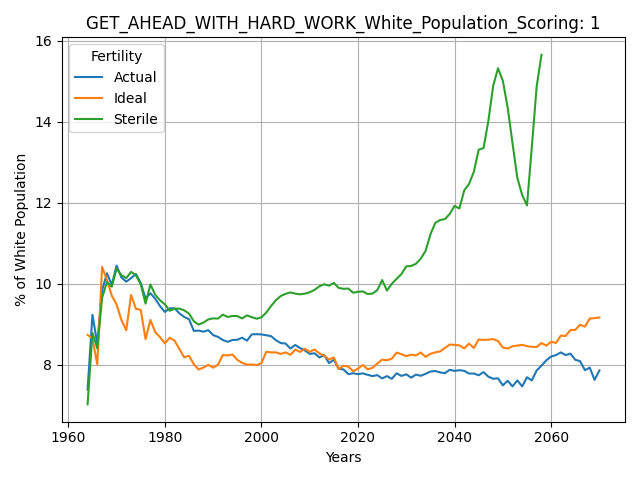 GET_AHEAD_WITH_HARD_WORK_White_Population_Scoring: 1
Fertility
Actual
Ideal
Sterile
% of White Population
16
14
12
10
8
1960
1980
2000
2020
2040
2060
Years